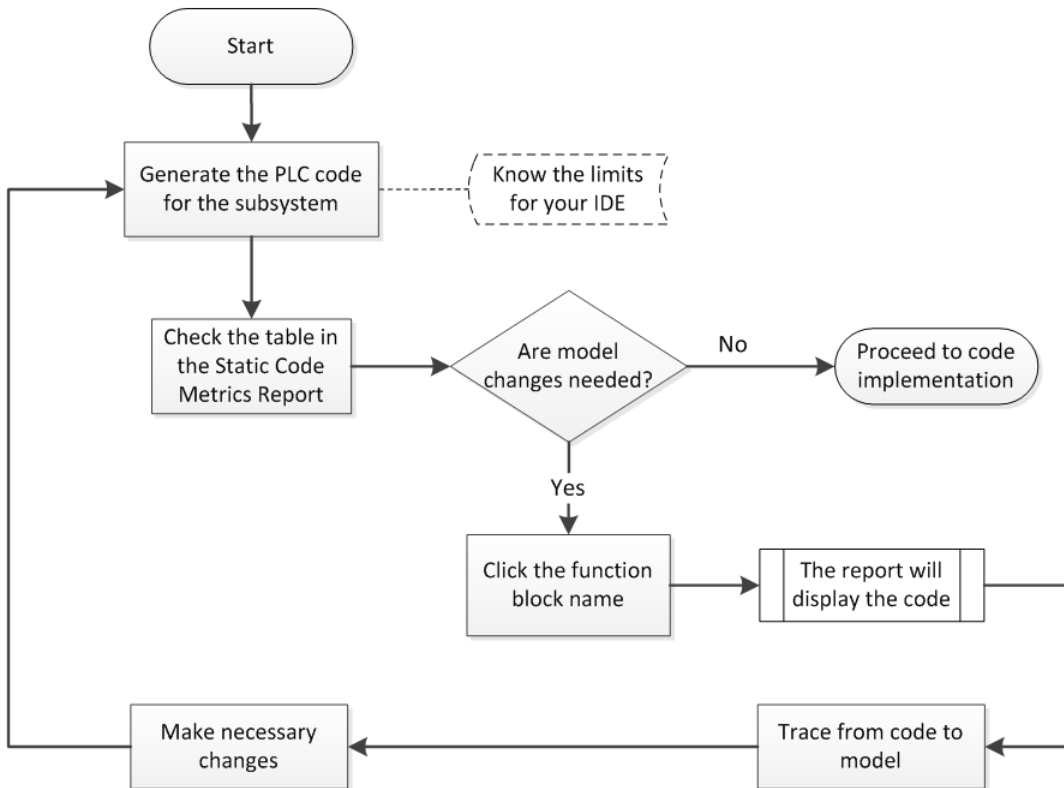 Start
Generate the PLC code
for the subsystem
Know the limits
for your IDE
Check the table in
the Static Code
Metrics Report
Are model
changes needed?
No
Proceed to code
implementation
Yes
Click the function
block name
The report will
display the code
Make necessary
changes
Trace from code to
model